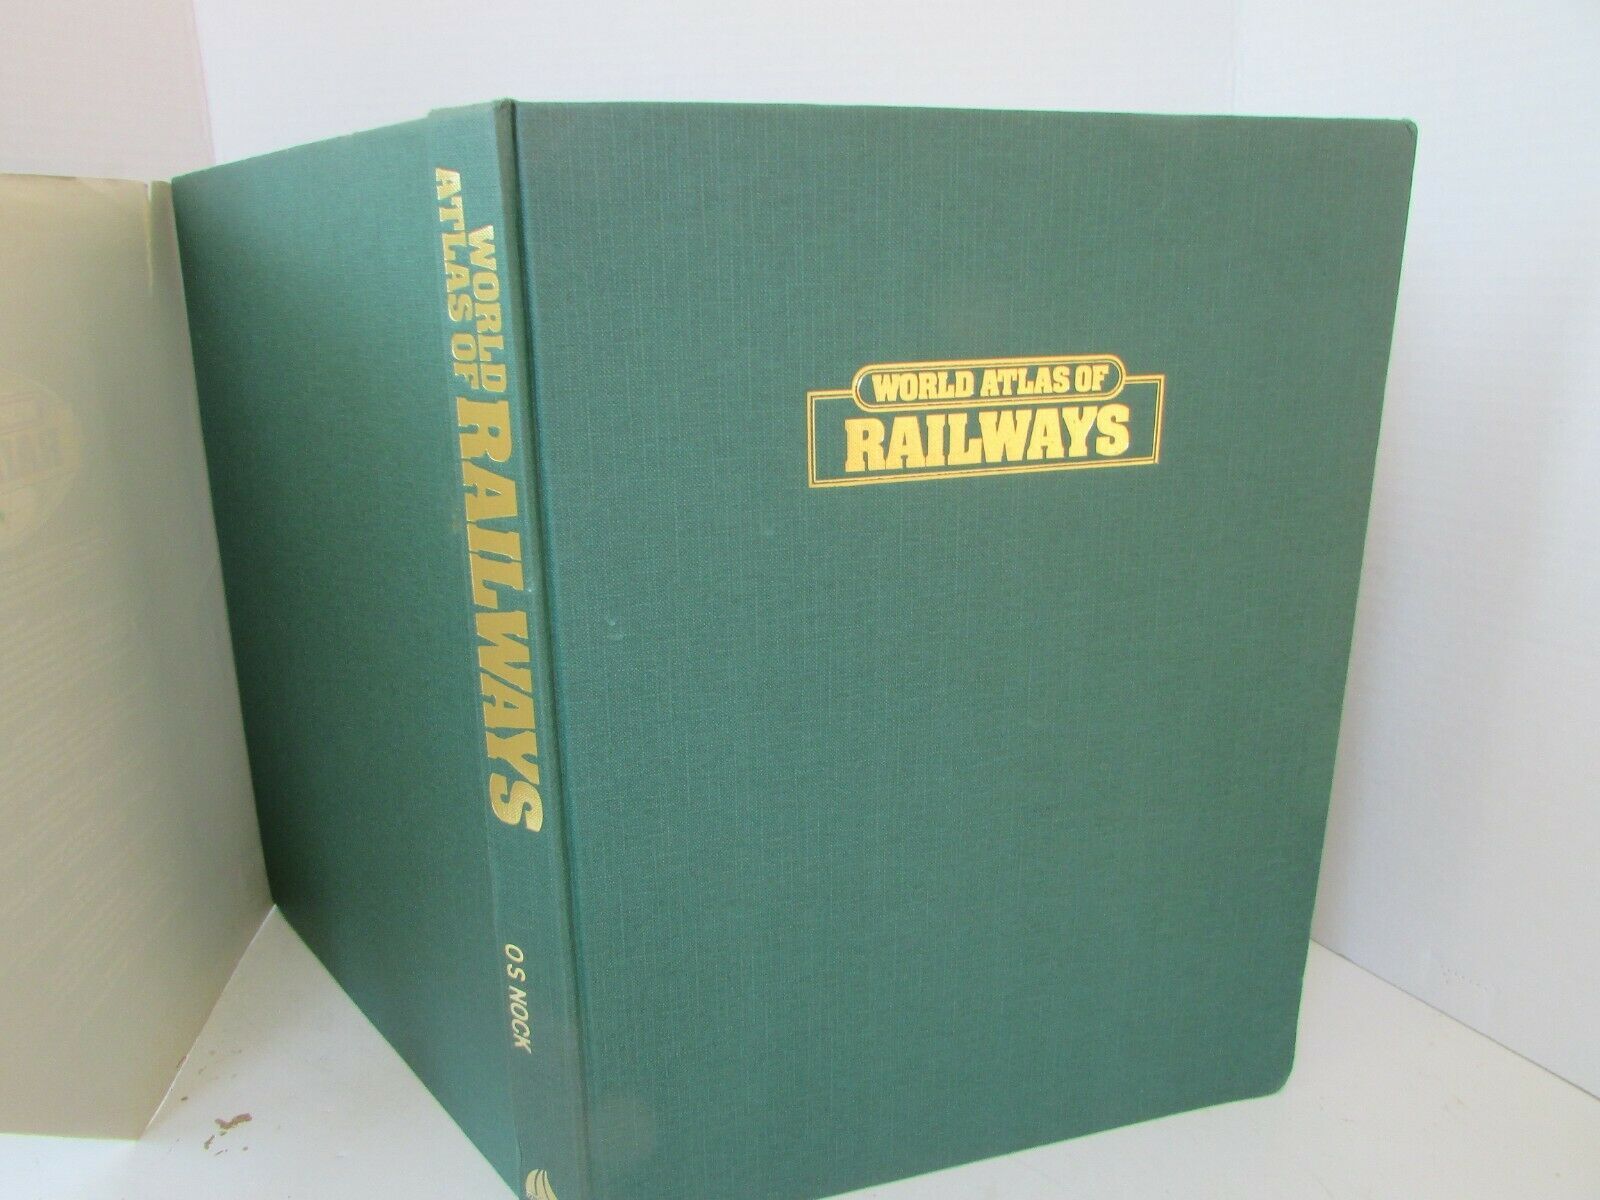 WORLD
ATLAS OF
RAILWAYS
O S NOCK
WORLD ATLAS OF
RAILWAYS